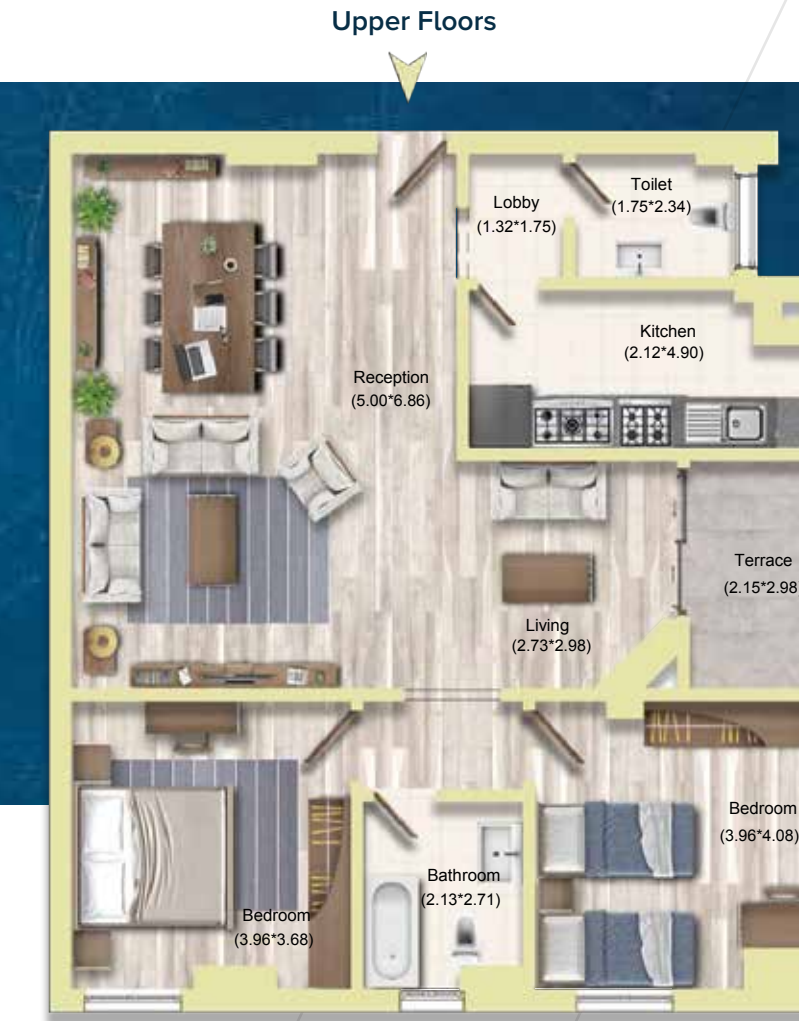 Upper Floors
Lobby
(1.32*1.75)
Toilet
(1.75*2.34)
Kitchen
(2.12*4.90)
Reception
(5.00*6.86)
Terrace
(2.15*2.98
Living
(2.73*2.98)
Bedroom
(3.96*4.08)
Bathroom
(2.13*2.71)
Bedroom
(3.96*3.68)